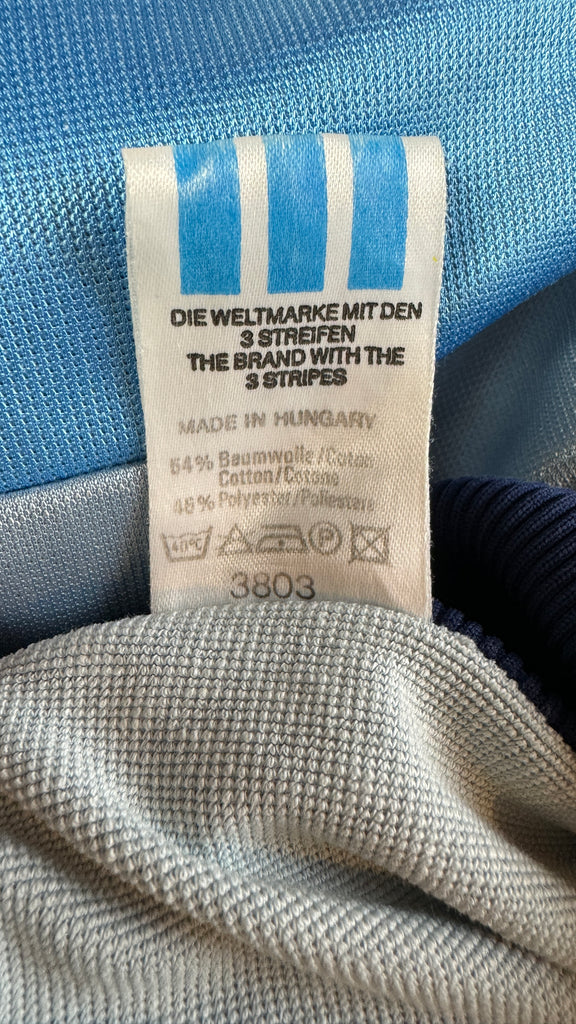 DIE WELTMARKE MIT DEN
3 STREIFEN
THE BRAND WITH THE
3 STRIPES
MADE IN HUNGARY
54% Baumwolle/Coton
Cotton/Cotone
46% Polyester/Poliestere
40°C P
3803